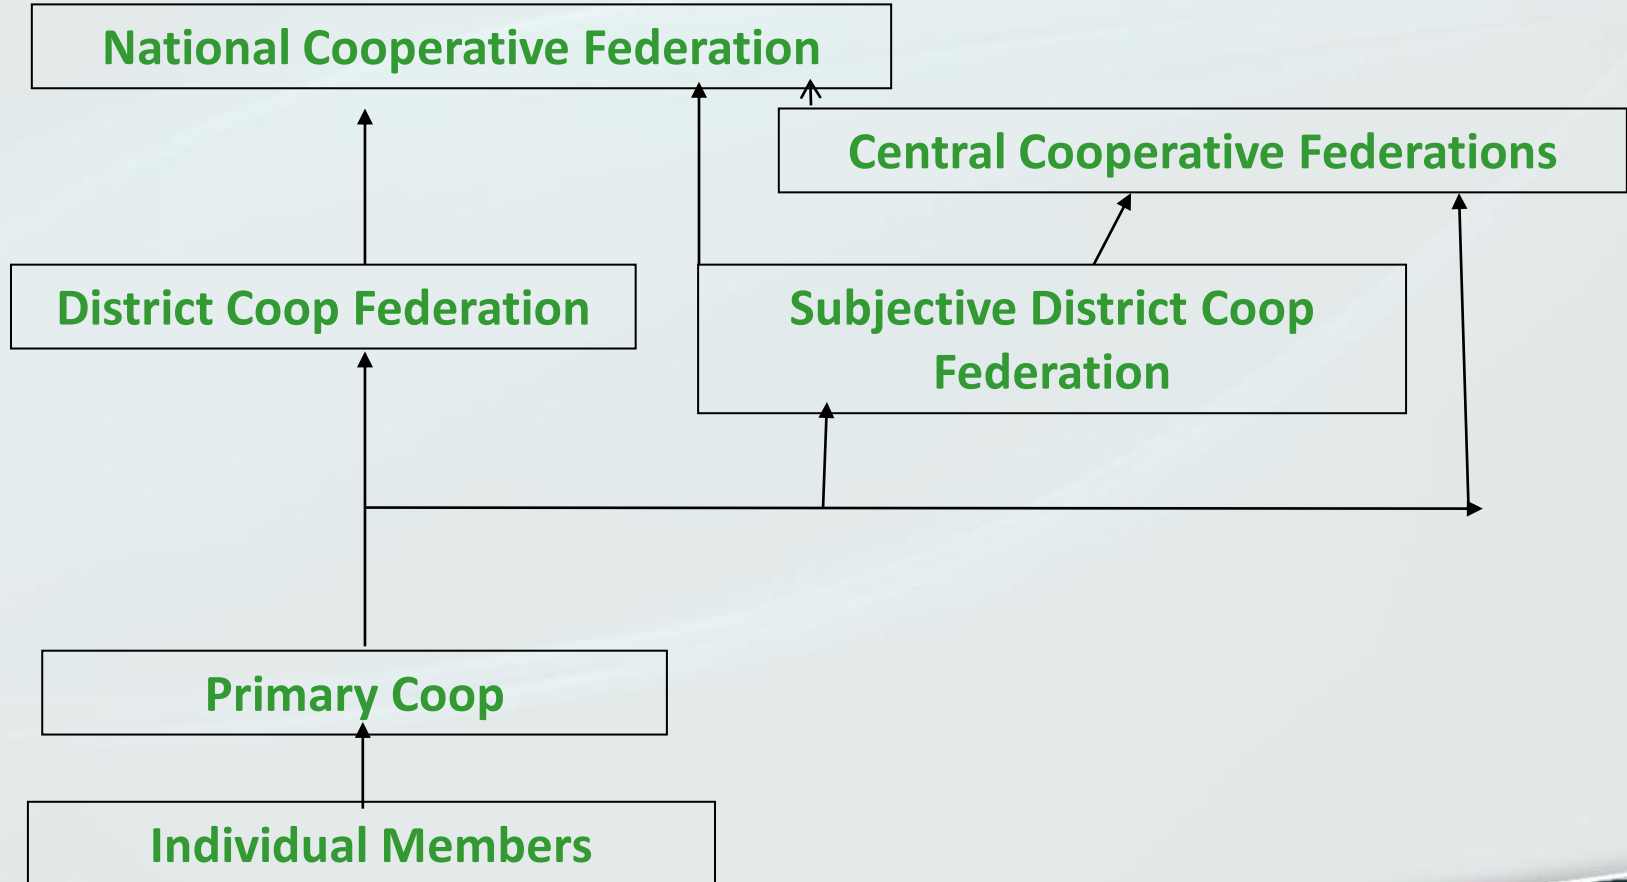 National Cooperative Federation
Central Cooperative Federations
District Coop Federation
Subjective District Coop
Federation
Primary Coop
Individual Members